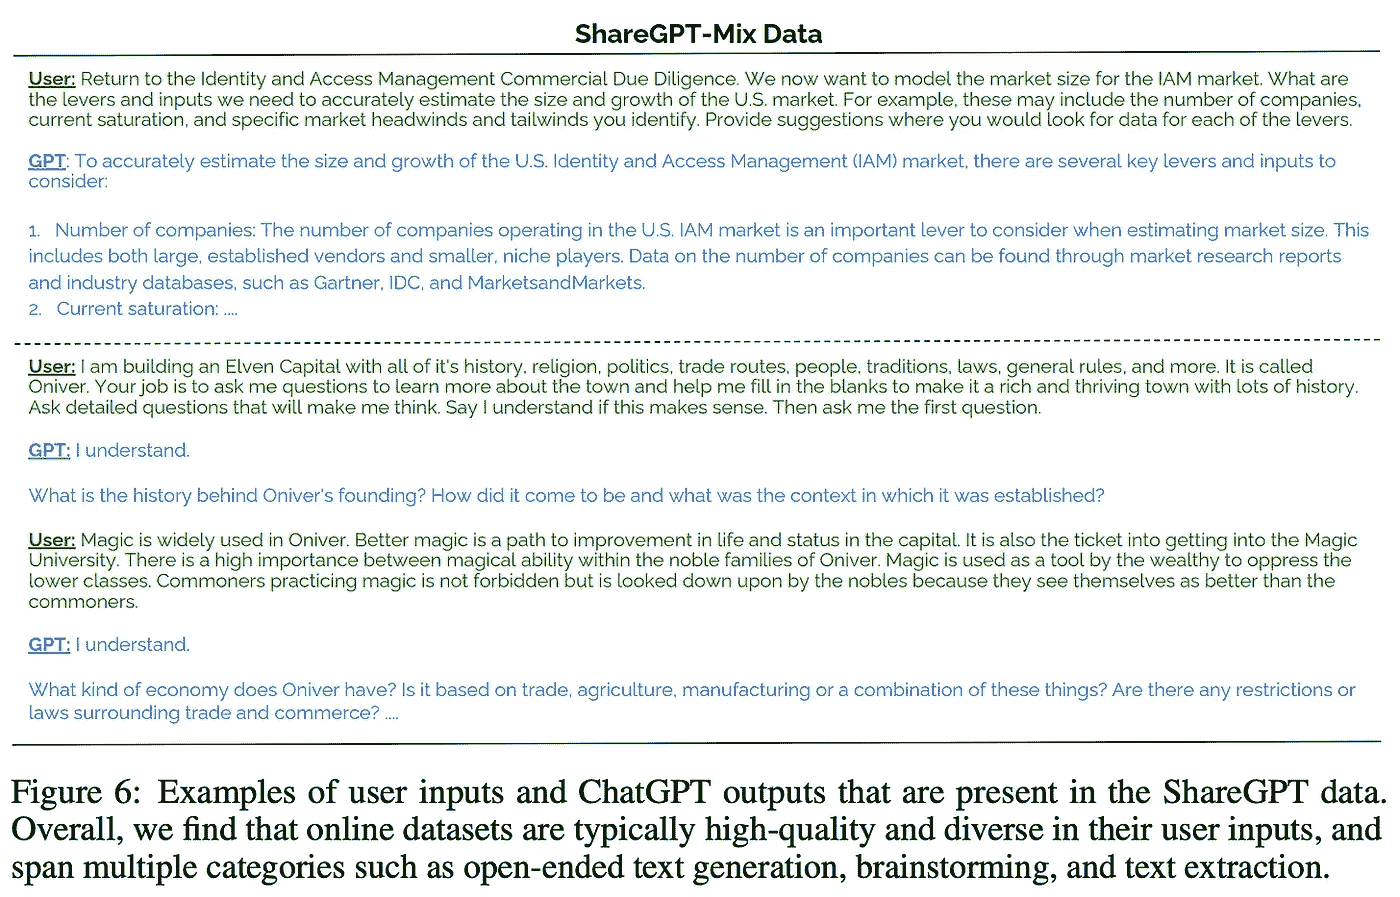 ShareGPT-Mix Data
User: Return to the Identity and Access Management Commercial Due Diligence. We now want to model the market size for the IAM market. What are
the levers and inputs we need to accurately estimate the size and growth of the U.S. market. For example, these may include the number of companies,
current saturation, and specific market headwinds and tailwinds you identify. Provide suggestions where you would look for data for each of the levers.
GPT: To accurately estimate the size and growth of the U.S. Identity and Access Management (IAM) market, there are several key levers and inputs to
consider:
1. Number of companies: The number of companies operating in the U.S. IAM market is an important lever to consider when estimating market size. This
includes both large, established vendors and smaller, niche players. Data on the number of companies can be found through market research reports
and industry databases, such as Gartner, IDC, and MarketsandMarkets.
2. Current saturation: ....
User: I am building an Elven Capital with all of it's history, religion, politics, trade routes, people, traditions, laws, general rules, and more. It is called
Oniver. Your job is to ask me questions to learn more about the town and help me fill in the blanks to make it a rich and thriving town with lots of history.
Ask detailed questions that will make me think. Say I understand if this makes sense. Then ask me the first question.
GPT: I understand.
What is the history behind Oniver's founding? How did it come to be and what was the context in which it was established?
User: Magic is widely used in Oniver. Better magic is a path to improvement in life and status in the capital. It is also the ticket into getting into the Magic
University. There is a high importance between magical ability within the noble families of Oniver. Magic is used as a tool by the wealthy to oppress the
lower classes. Commoners practicing magic is not forbidden but is looked down upon by the nobles because they see themselves as better than the
commoners.
GPT: I understand.
What kind of economy does Oniver have? Is it based on trade, agriculture, manufacturing or a combination of these things? Are there any restrictions or
laws surrounding trade and commerce? ....
Figure 6: Examples of user inputs and ChatGPT outputs that are present in the ShareGPT data.
Overall, we find that online datasets are typically high-quality and diverse in their user inputs, and
span multiple categories such as open-ended text generation, brainstorming, and text extraction.